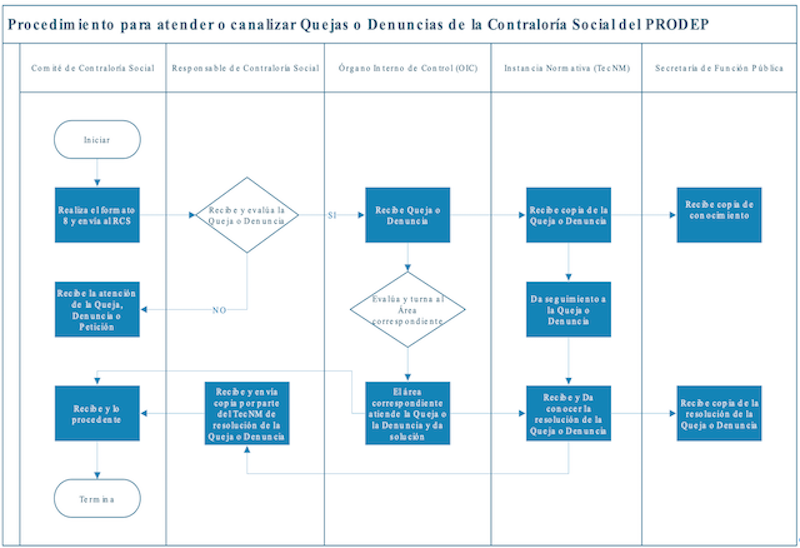 Procedimiento para atender o canalizar Quejas o Denuncias de la Contraloría Social del PRODEP
Comité de Contraloría Social
Responsable de Contraloría Social
Órgano Interno de Control (OIC)
Instancia Normativa (TecNM)
Secretaría de Función Pública
Iniciar
Realiza el formato
8 y envía al RCS
Recibe y evalúa la
Queja o Denuncia
SI
Recibe Queja o
Denuncia
Recibe copia de la
Queja o Denuncia
Recibe copia de
conocimiento
Recibe la atención
de la Queja,
Denuncia o
Petición
NO
Evalúa y turna al
Área
correspondiente
Da seguimiento a
la Queja o
Denuncia
Recibe y lo
procedente
Recibe y envía
copia por parte
del TecNM de
resolución de la
Queja o Denuncia
El área
correspondiente
atiende la Queja o
la Denuncia y da
solución
Recibe y Da
conocer la
resolución de la
Queja o Denuncia
Recibe copia de la
resolución de la
Queja o Denuncia
Termina